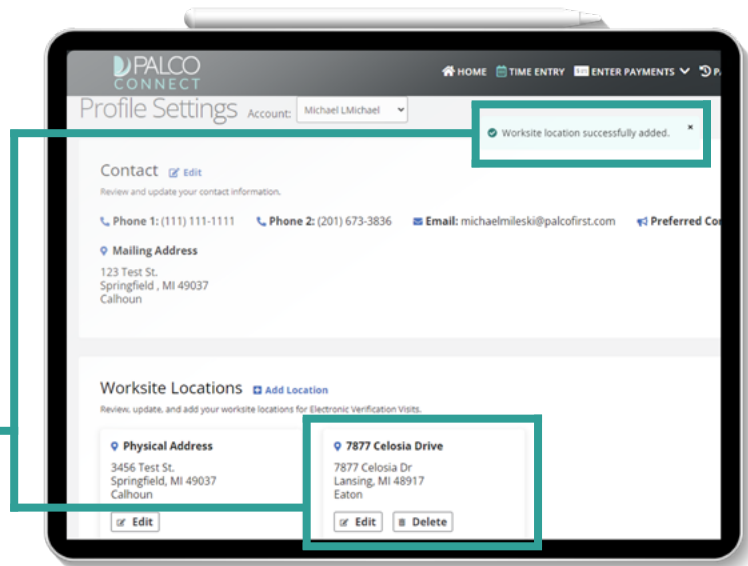 PALCO
CONNECT
HOME TIME ENTRY ENTER PAYMENTS
Profile Settings Account: Michael LMichael
Worksite location successfully added. ×
Contact Edit
Review and update your contact information.
Phone 1: (111) 111-1111 Phone 2: (201) 673-3836 Email: michaelmileski@palcofirst.com Preferred Con
Mailing Address
123 Test St.
Springfield , MI 49037
Calhoun
Worksite Locations Add Location
Review, update, and add your worksite locations for Electronic Verification Visits.
Physical Address
3456 Test St.
Springfield, MI 49037
Calhoun
Edit
7877 Celosia Drive
7877 Celosia Dr
Lansing, MI 48917
Eaton
Edit Delete